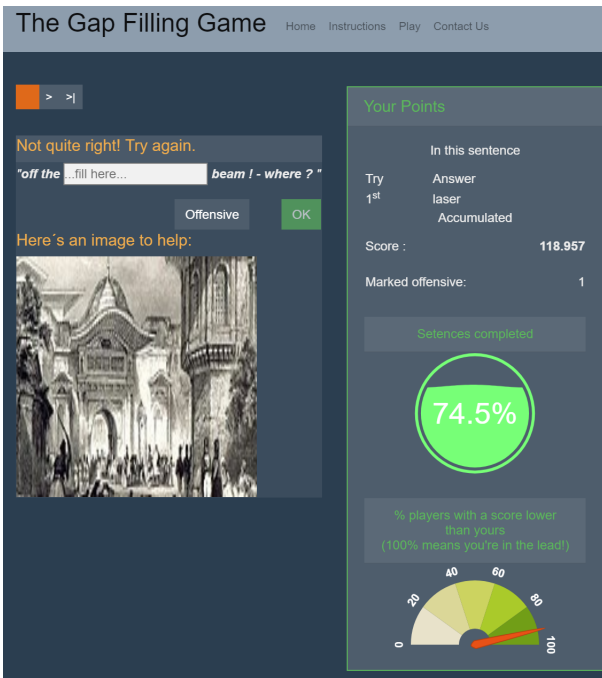 The Gap Filling Game Home Instructions Play Contact Us
> >|
Not quite right! Try again.
"off the ...fill here... beam ! - where ? "
Offensive OK
Here´s an image to help:
Your Points
In this sentence
Try Answer
1st laser
Accumulated
Score : 118.957
Marked offensive: 1
Setences completed
74.5%
% players with a score lower
than yours
(100% means you're in the lead!)
0 20 40 60 80 100